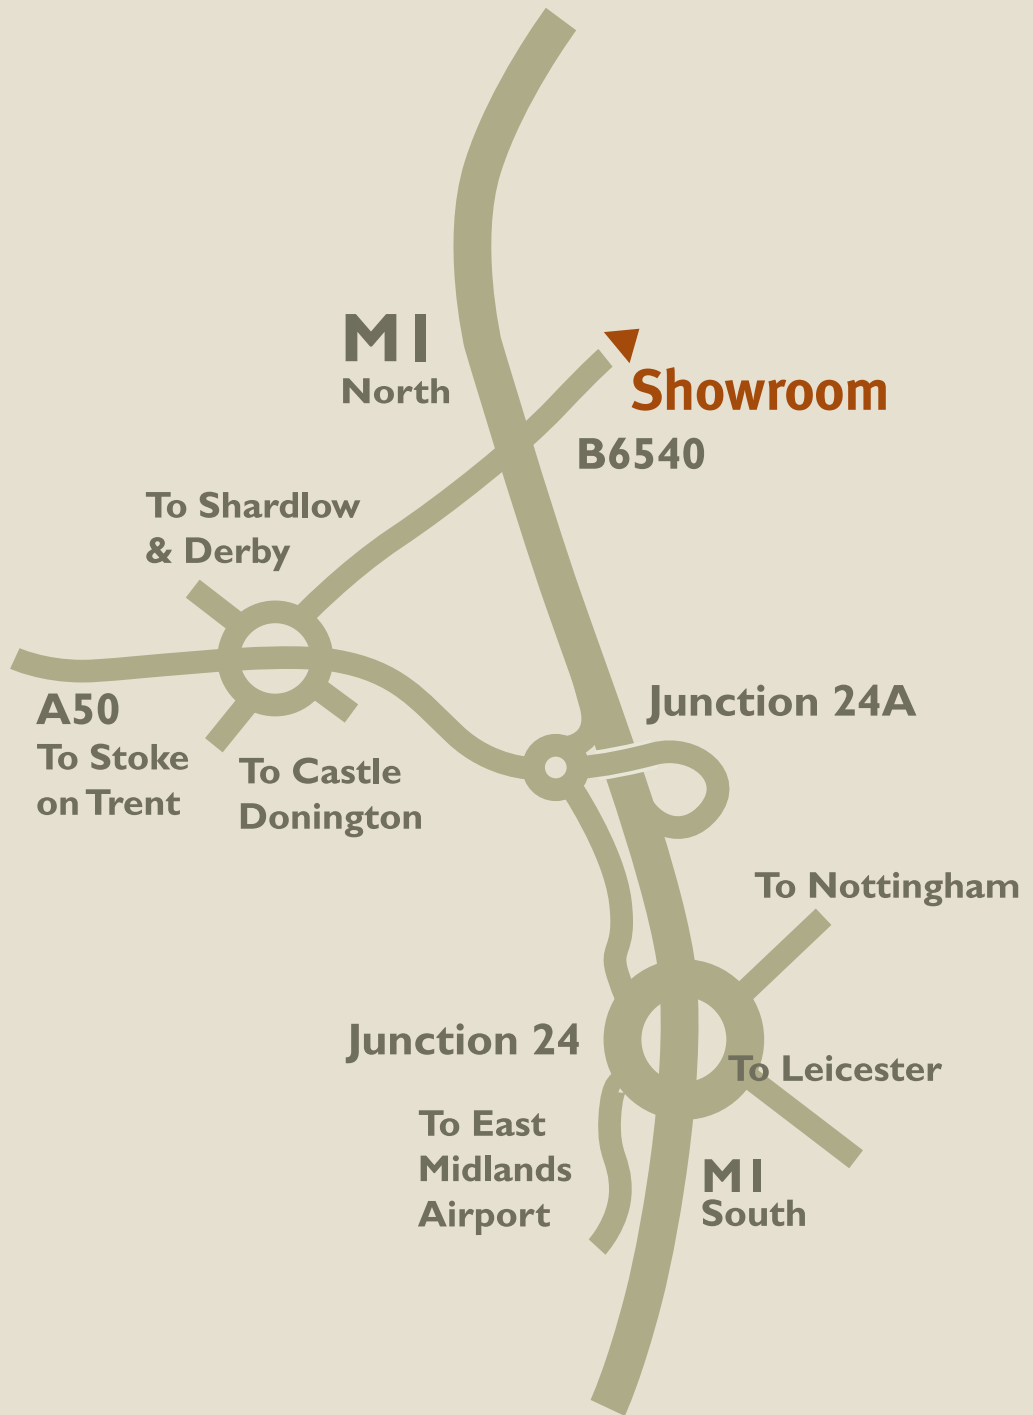 M1
North
Showroom
B6540
To Shardlow
& Derby
Junction 24A
A50
To Stoke
on Trent
To Castle
Donington
To Nottingham
Junction 24
To Leicester
To East
Midlands
Airport
M1
South